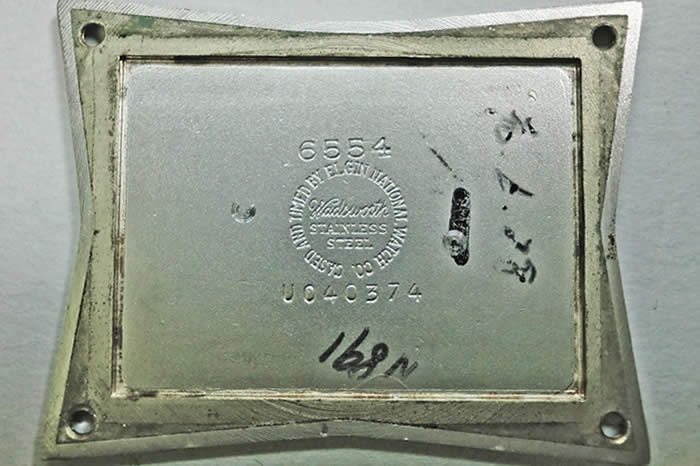 6554
CASED AND TIMED BY ELGIN NATIONAL WATCH CO.
Wadsworth
STAINLESS
STEEL
U040374